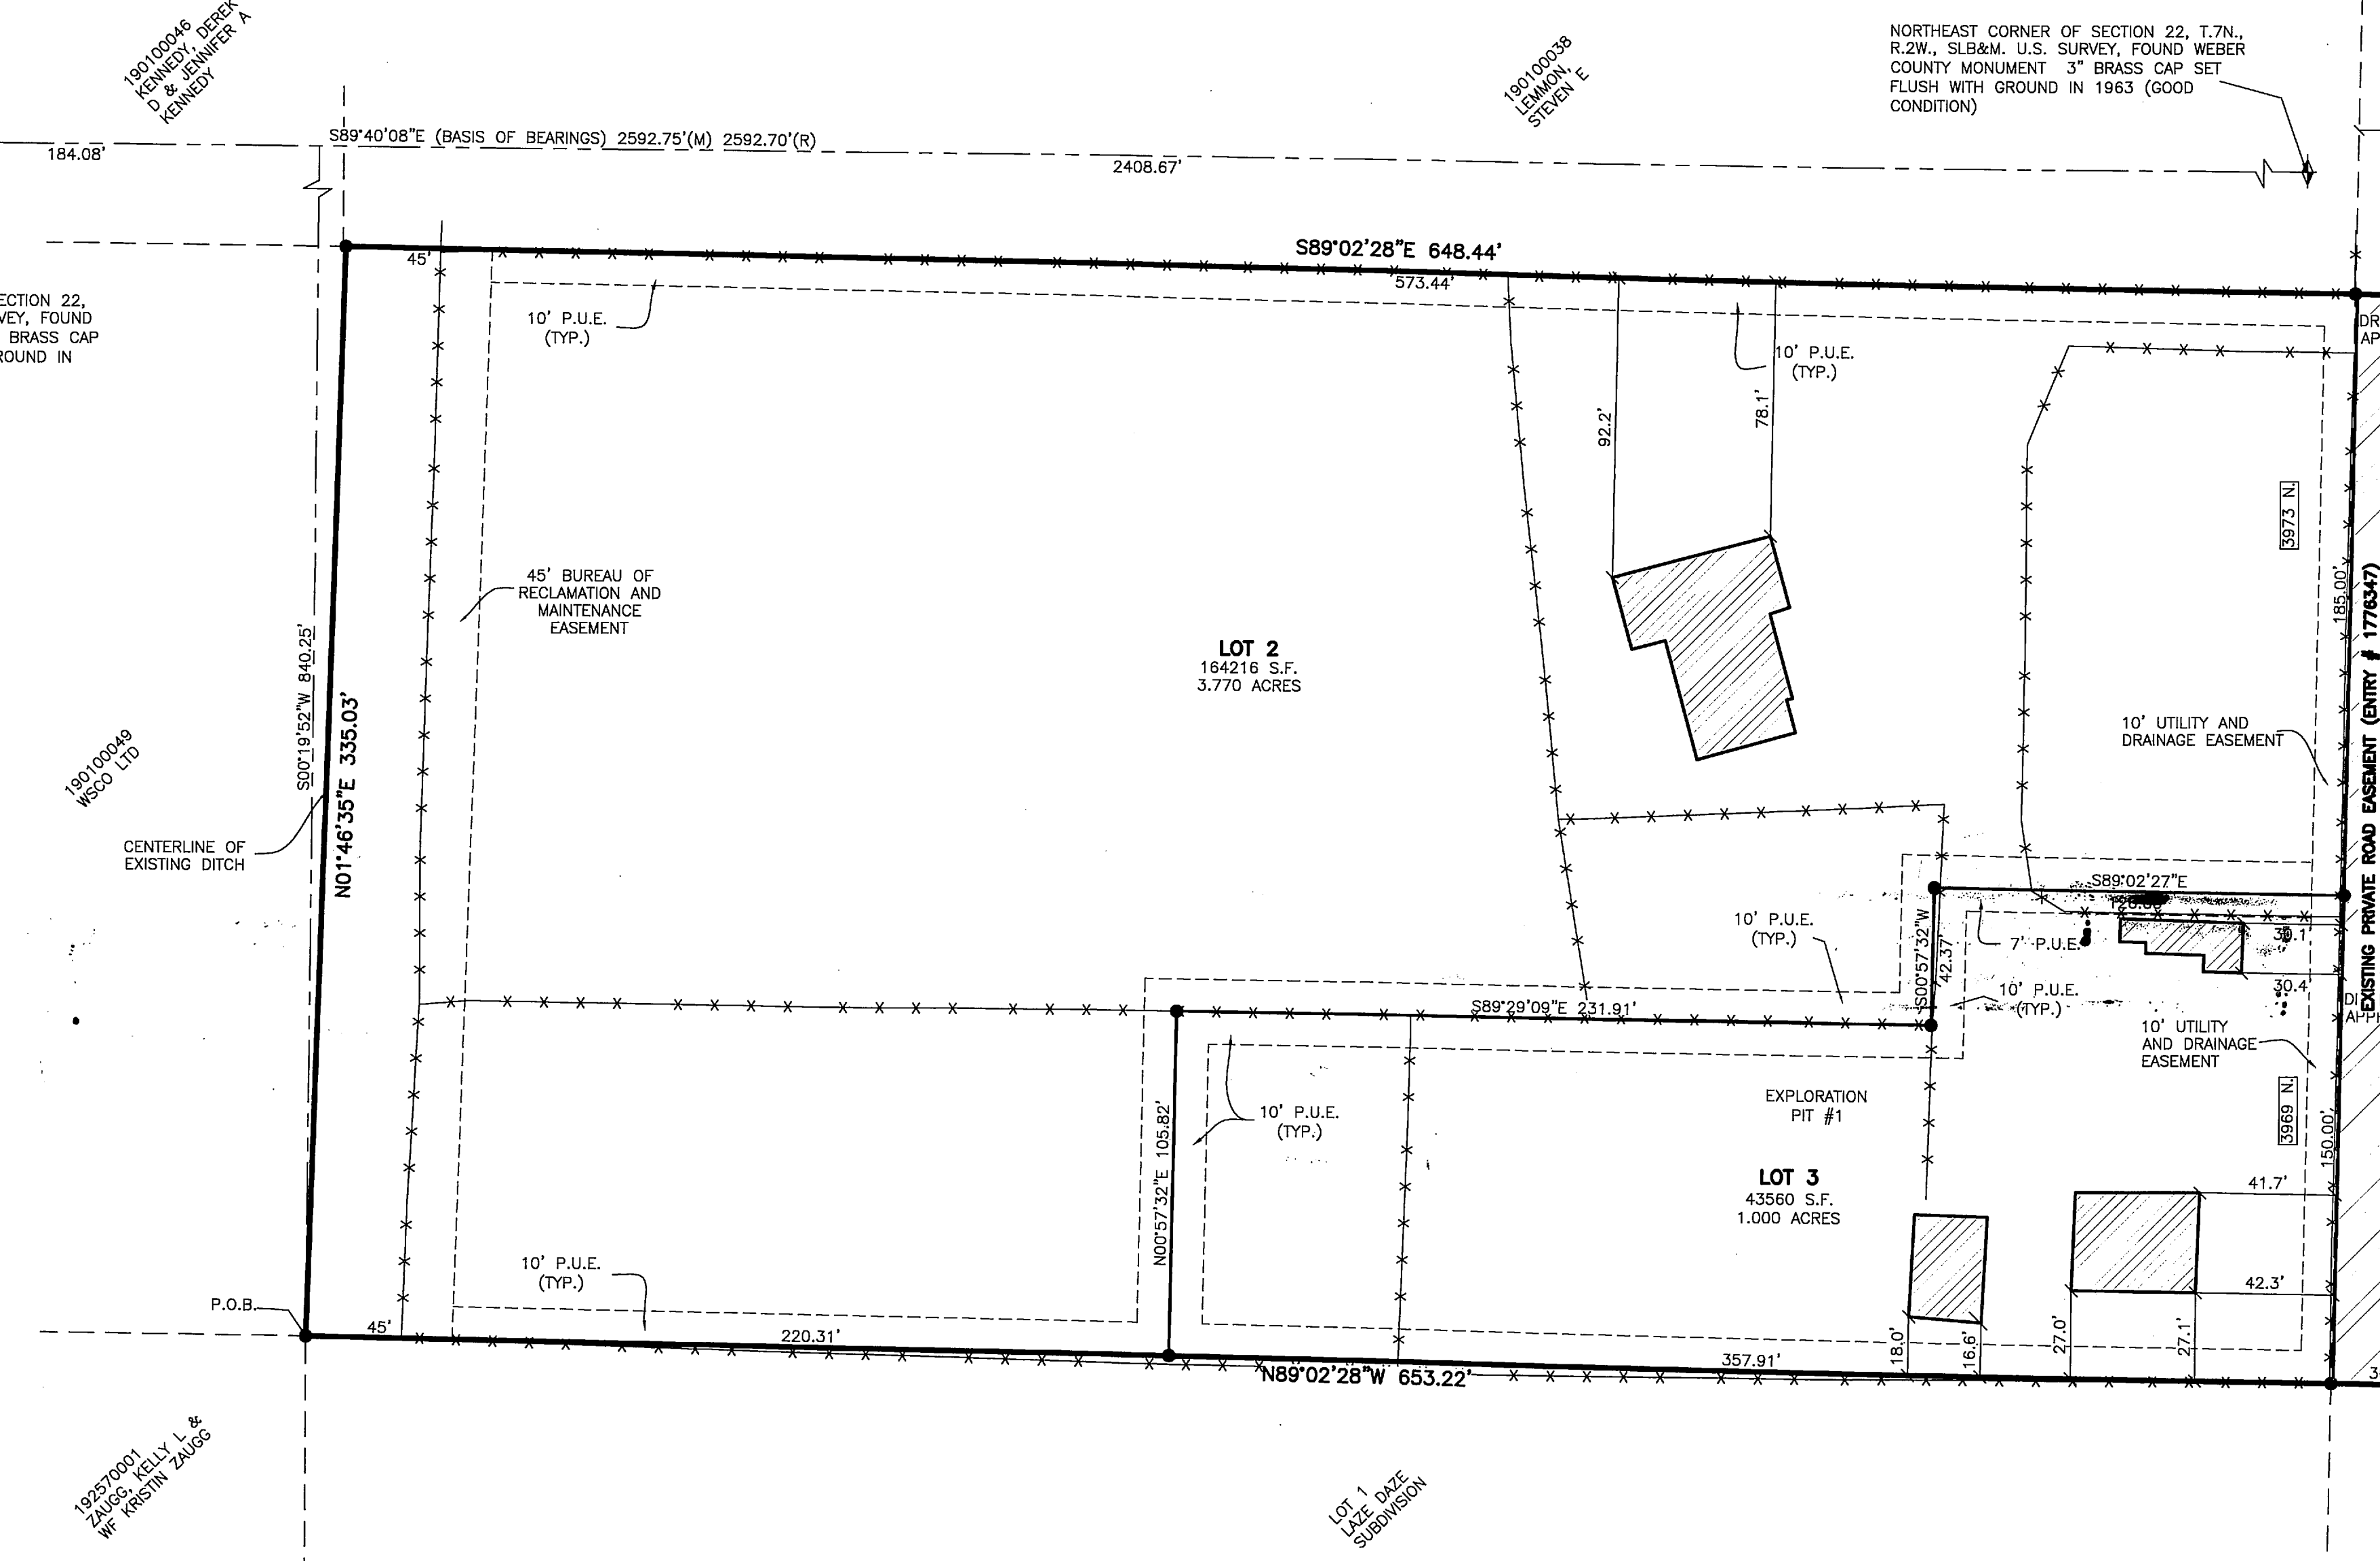 190100046
KENNEDY, DEREK
D & JENNIFER A
KENNEDY
190100038
LEMMON,
STEVEN E
NORTHEAST CORNER OF SECTION 22, T.7N.,
R.2W., SLB&M. U.S. SURVEY, FOUND WEBER
COUNTY MONUMENT 3" BRASS CAP SET
FLUSH WITH GROUND IN 1963 (GOOD
CONDITION)
S89°40'08"E (BASIS OF BEARINGS) 2592.75'(M) 2592.70'(R)
184.08'
2408.67'
S89°02'28"E 648.44'
45'
573.44'
ECTION 22,
VEY, FOUND
BRASS CAP
ROUND IN
10' P.U.E.
(TYP.)
10' P.U.E.
(TYP.)
DR
AP
92.2'
78.1'
3973 N.
185.00'
EXISTING PRIVATE ROAD EASEMENT (ENTRY # 1776347)
45' BUREAU OF
RECLAMATION AND
MAINTENANCE
EASEMENT
LOT 2
164216 S.F.
3.770 ACRES
S00°19'52"W 840.25'
N01°46'35"E 335.03'
10' UTILITY AND
DRAINAGE EASEMENT
190100049
WSCO LTD
CENTERLINE OF
EXISTING DITCH
S89°02'27"E
10' P.U.E.
(TYP.)
S00°57'32"W
42.37'
7' P.U.E.
30.1'
30.4'
10' P.U.E.
(TYP.)
DI
APP
S89°29'09"E 231.91'
10' UTILITY
AND DRAINAGE
EASEMENT
EXPLORATION
PIT #1
10' P.U.E.
(TYP.)
N00°57'32"E 105.82'
3969 N.
150.00'
LOT 3
43560 S.F.
1.000 ACRES
41.7'
42.3'
10' P.U.E.
(TYP.)
P.O.B.
45'
220.31'
357.91'
18.0'
16.6'
27.0'
27.1'
N89°02'28"W 653.22'
3
192570001
ZAUGG, KELLY L &
WF KRISTIN ZAUGG
LOT 1
LAZE DAZE
SUBDIVISION